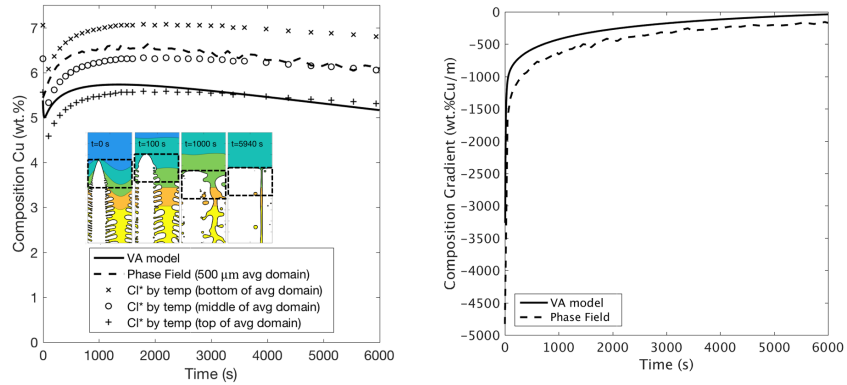 7
6
5
4
3
2
1
0
Composition Cu (wt.%)
t=0 s
t=100 s
t=1000 s
t=5940 s
VA model
Phase Field (500 μm avg domain)
Cl* by temp (bottom of avg domain)
Cl* by temp (middle of avg domain)
Cl* by temp (top of avg domain)
0 1000 2000 3000 4000 5000 6000
Time (s)
0
-500
-1000
-1500
-2000
-2500
-3000
-3500
-4000
-4500
-5000
Composition Gradient (wt.%Cu/m)
VA model
Phase Field
0 1000 2000 3000 4000 5000 6000
Time (s)